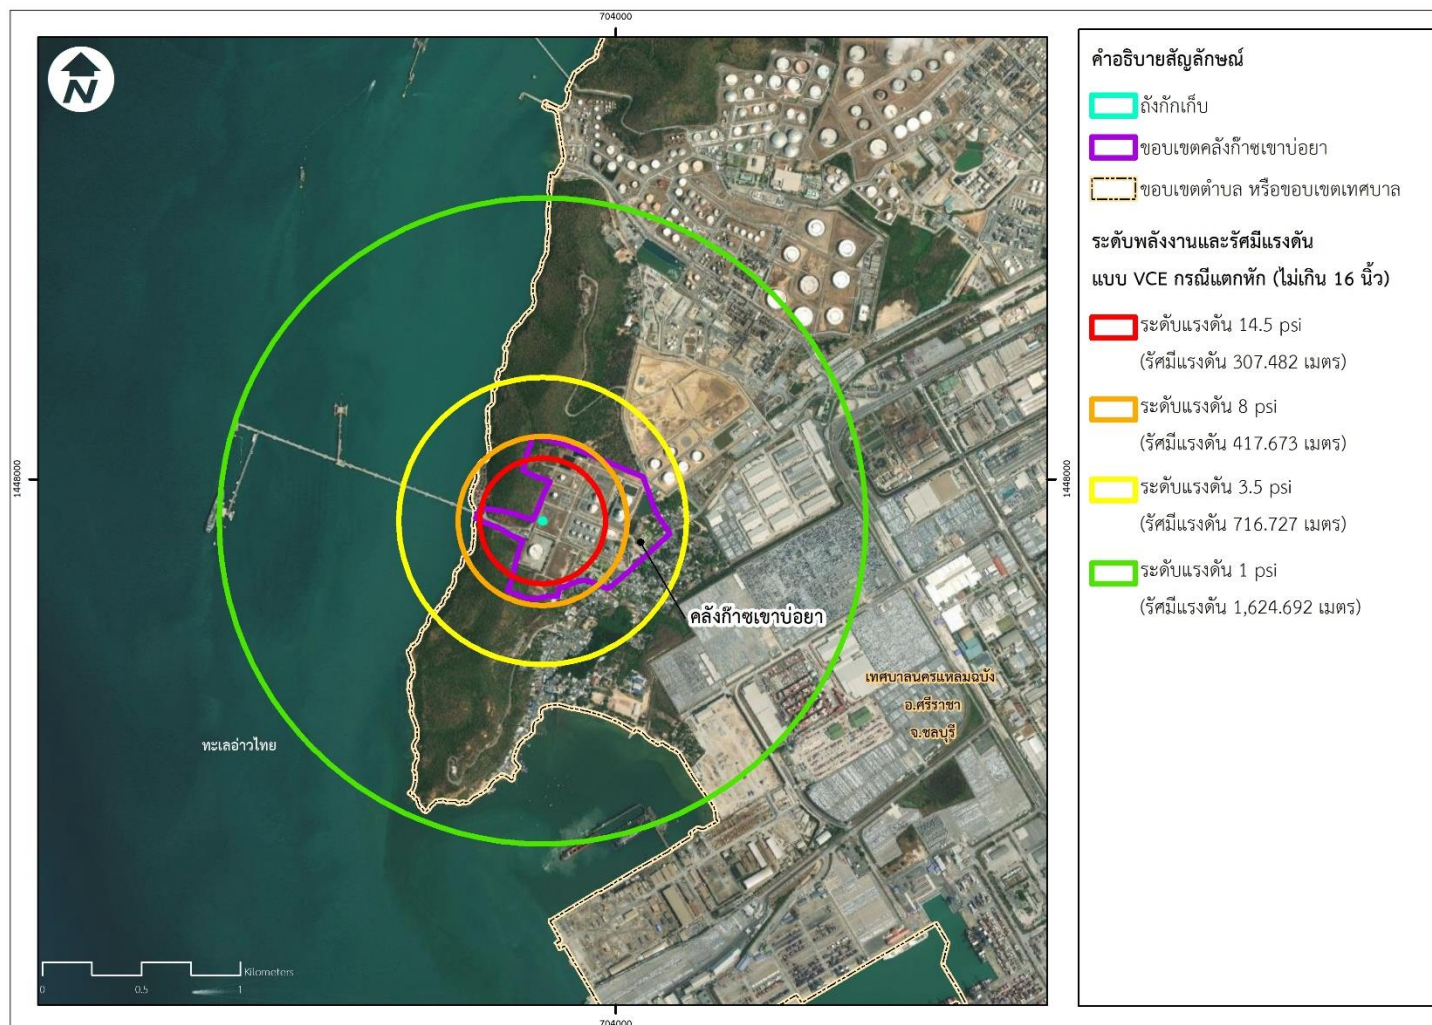 704000
N
1448000
1448000
คลังก๊าซเขาบ่อยา
เทศบาลนครแหลมฉบัง
อ.ศรีราชา
จ.ชลบุรี
ทะเลอ่าวไทย
Kilometers
0 0.5 1
704000
คำอธิบายสัญลักษณ์
ถังกักเก็บ
ขอบเขตคลังก๊าซเขาบ่อยา
ขอบเขตตำบล หรือขอบเขตเทศบาล
ระดับพลังงานและรัศมีแรงดัน
แบบ VCE กรณีแตกหัก (ไม่เกิน 16 นิ้ว)
ระดับแรงดัน 14.5 psi
(รัศมีแรงดัน 307.482 เมตร)
ระดับแรงดัน 8 psi
(รัศมีแรงดัน 417.673 เมตร)
ระดับแรงดัน 3.5 psi
(รัศมีแรงดัน 716.727 เมตร)
ระดับแรงดัน 1 psi
(รัศมีแรงดัน 1,624.692 เมตร)